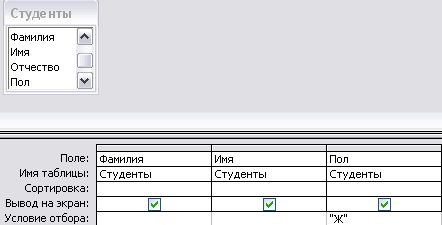 Студенты
Фамилия
Имя
Отчество
Пол
Поле: Фамилия Имя Пол
Имя таблицы: Студенты Студенты Студенты
Сортировка:
Вывод на экран:
Условие отбора: "Ж"